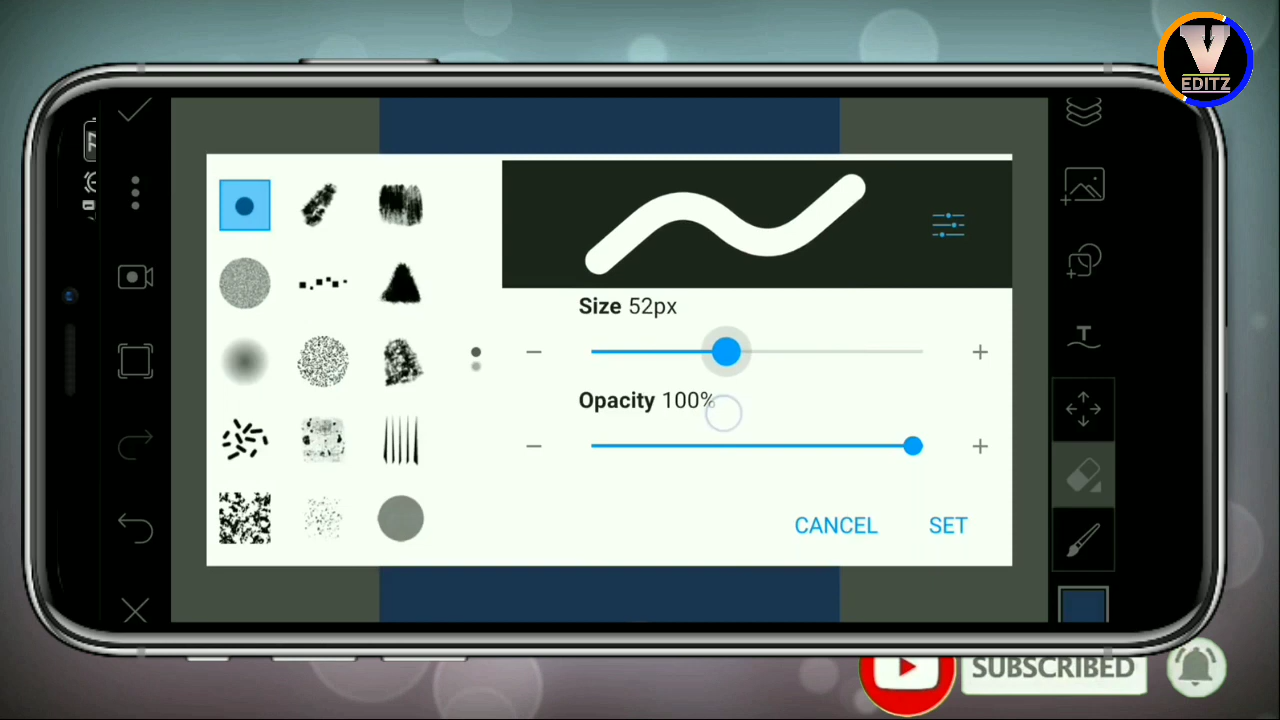 V
EDITZ
Size 52px
Opacity 100%
CANCEL
SET
SUBSCRIBED